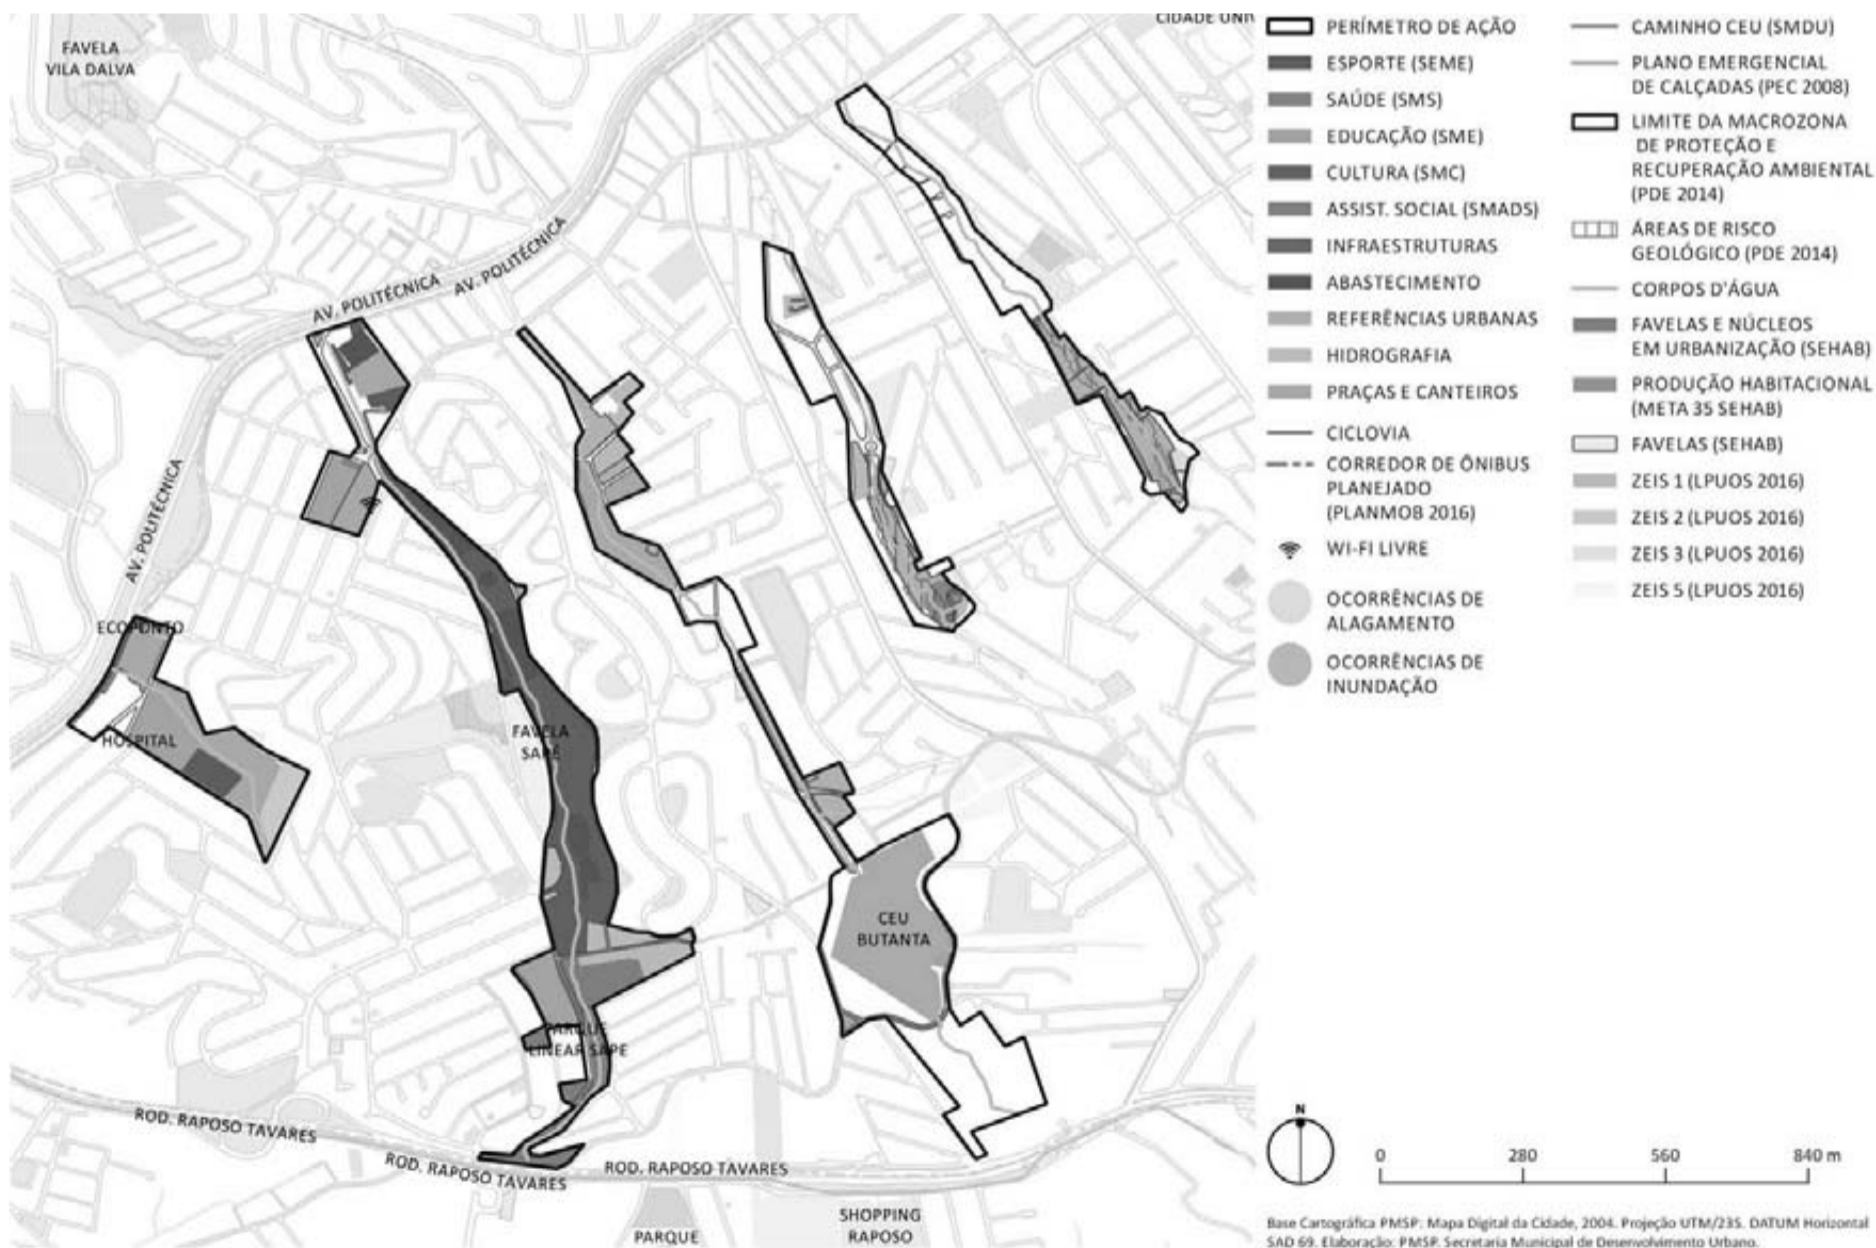 FAVELA
VILA DALVA
AV. POLITÉCNICA
AV. POLITÉCNICA
AV. POLITÉCNICA
ECOPONTO
HOSPITAL
FAVELA
SAPÉ
CEU
BUTANTA
PARQUE
LINEAR SAPE
ROD. RAPOSO TAVARES
ROD. RAPOSO TAVARES
ROD. RAPOSO TAVARES
PARQUE
SHOPPING
RAPOSO
CIDADE
PERÍMETRO DE AÇÃO
ESPORTE (SEME)
SAÚDE (SMS)
EDUCAÇÃO (SME)
CULTURA (SMC)
ASSIST. SOCIAL (SMADS)
INFRAESTRUTURAS
ABASTECIMENTO
REFERÊNCIAS URBANAS
HIDROGRAFIA
PRAÇAS E CANTEIROS
CICLOVIA
CORREDOR DE ÔNIBUS
PLANEJADO
(PLANMOB 2016)
WI-FI LIVRE
OCORRÊNCIAS DE
ALAGAMENTO
OCORRÊNCIAS DE
INUNDAÇÃO
CAMINHO CEU (SMDU)
PLANO EMERGENCIAL
DE CALÇADAS (PEC 2008)
LIMITE DA MACROZONA
DE PROTEÇÃO E
RECUPERAÇÃO AMBIENTAL
(PDE 2014)
ÁREAS DE RISCO
GEOLÓGICO (PDE 2014)
CORPOS D'ÁGUA
FAVELAS E NÚCLEOS
EM URBANIZAÇÃO (SEHAB)
PRODUÇÃO HABITACIONAL
(META 35 SEHAB)
FAVELAS (SEHAB)
ZEIS 1 (LPUOS 2016)
ZEIS 2 (LPUOS 2016)
ZEIS 3 (LPUOS 2016)
ZEIS 5 (LPUOS 2016)
N
0 280 560 840 m
Base Cartográfica PMSP: Mapa Digital da Cidade, 2004. Projeção UTM/23S. DATUM Horizontal
SAD 69. Elaboração: PMSP. Secretaria Municipal de Desenvolvimento Urbano.